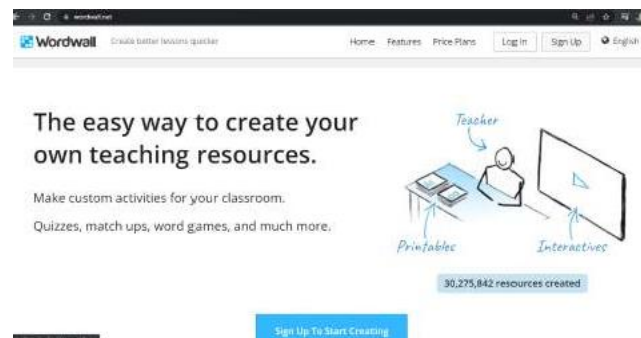 wordwall.net
Wordwall Create better lessons quicker Home Features Price Plans Log In Sign Up English
The easy way to create your
own teaching resources.
Make custom activities for your classroom.
Quizzes, match ups, word games, and much more.
Teacher
Printables Interactives
30,275,842 resources created
Sign Up To Start Creating